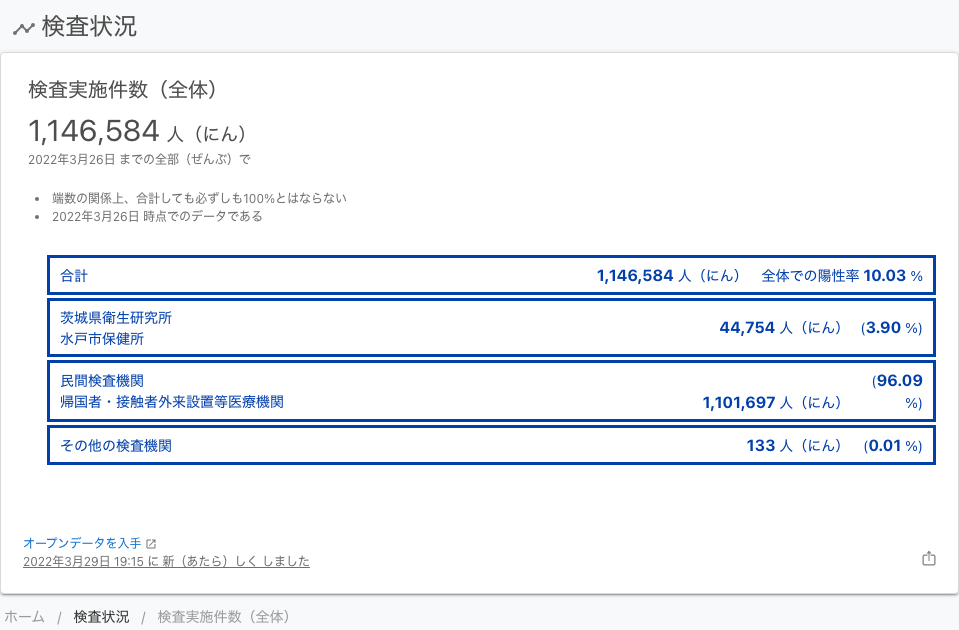 検査状況
検査実施件数（全体）
1,146,584 人（にん）
2022年3月26日 までの全部（ぜんぶ）で
• 端数の関係上、合計しても必ずしも100%とはならない
• 2022年3月26日 時点でのデータである
合計 1,146,584 人（にん） 全体での陽性率 10.03 %
茨城県衛生研究所
水戸市保健所
44,754 人（にん） (3.90 %)
民間検査機関
帰国者・接触者外来設置等医療機関
1,101,697 人（にん） (96.09
%)
その他の検査機関 133 人（にん） (0.01 %)
オープンデータを入手
2022年3月29日 19:15 に 新（あたら）しく しました
ホーム / 検査状況 / 検査実施件数（全体）